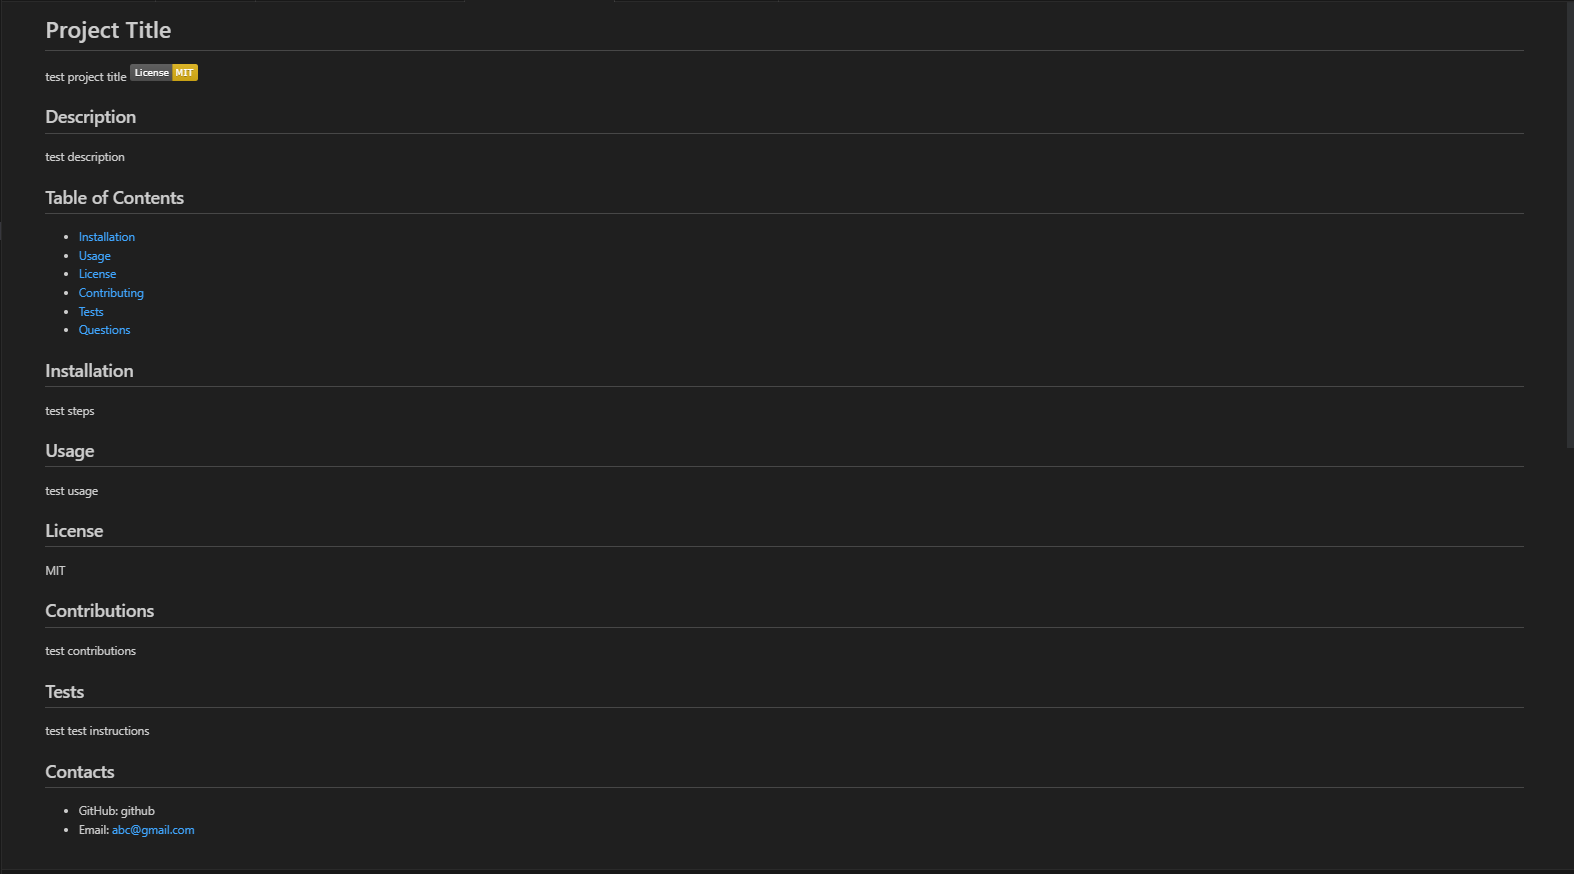 Project Title
test project title License MIT
Description
test description
Table of Contents
Installation
Usage
License
Contributing
Tests
Questions
Installation
test steps
Usage
test usage
License
MIT
Contributions
test contributions
Tests
test test instructions
Contacts
GitHub: github
Email: abc@gmail.com